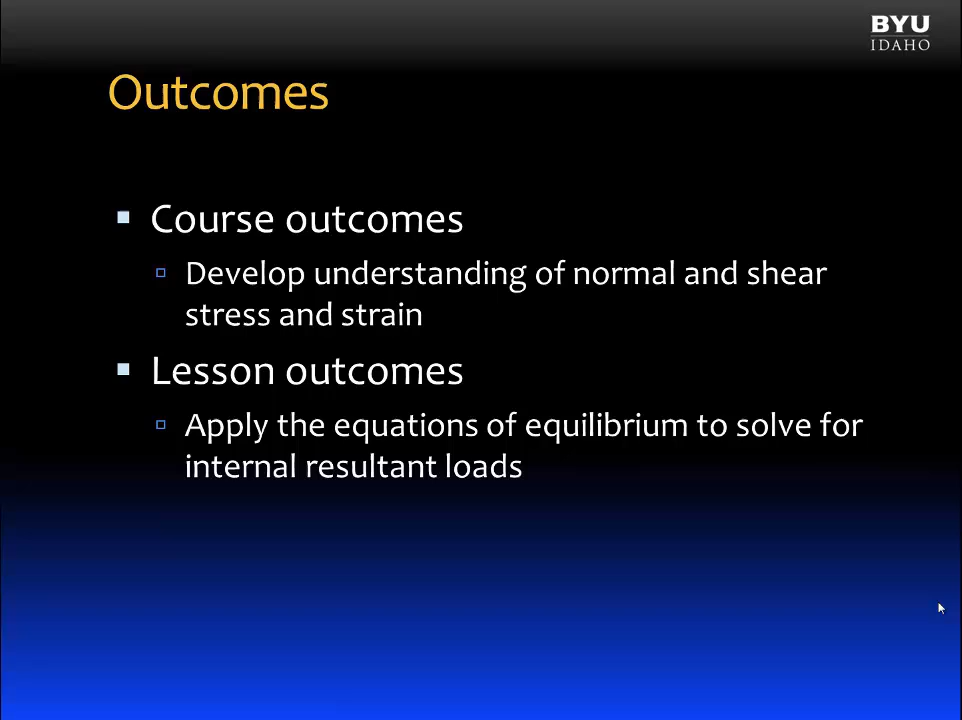 BYU
IDAHO
Outcomes
Course outcomes
Develop understanding of normal and shear
stress and strain
Lesson outcomes
Apply the equations of equilibrium to solve for
internal resultant loads